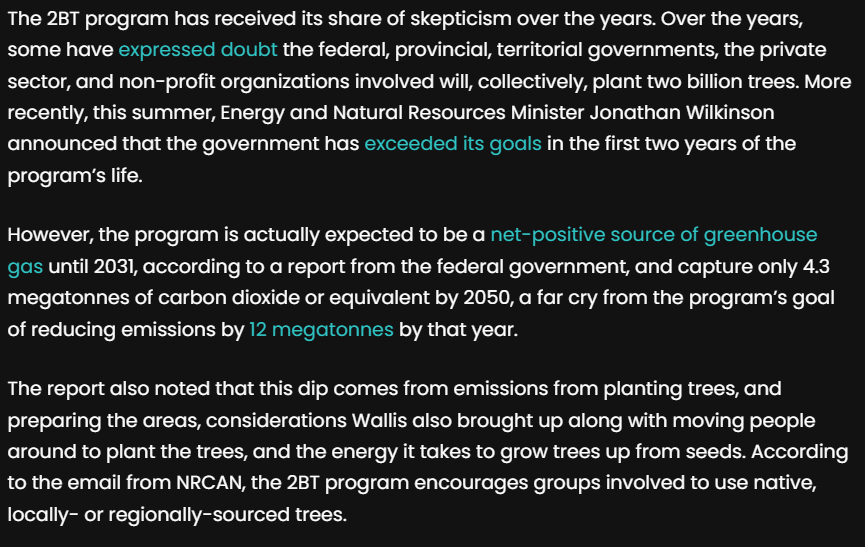 The 2BT program has received its share of skepticism over the years. Over the years,
some have expressed doubt the federal, provincial, territorial governments, the private
sector, and non-profit organizations involved will, collectively, plant two billion trees. More
recently, this summer, Energy and Natural Resources Minister Jonathan Wilkinson
announced that the government has exceeded its goals in the first two years of the
program’s life.
However, the program is actually expected to be a net-positive source of greenhouse
gas until 2031, according to a report from the federal government, and capture only 4.3
megatonnes of carbon dioxide or equivalent by 2050, a far cry from the program’s goal
of reducing emissions by 12 megatonnes by that year.
The report also noted that this dip comes from emissions from planting trees, and
preparing the areas, considerations Wallis also brought up along with moving people
around to plant the trees, and the energy it takes to grow trees up from seeds. According
to the email from NRCAN, the 2BT program encourages groups involved to use native,
locally- or regionally-sourced trees.